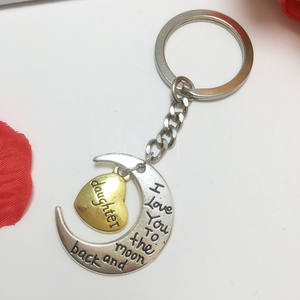 daughter
I
Love
You
To
the
moon
and
back